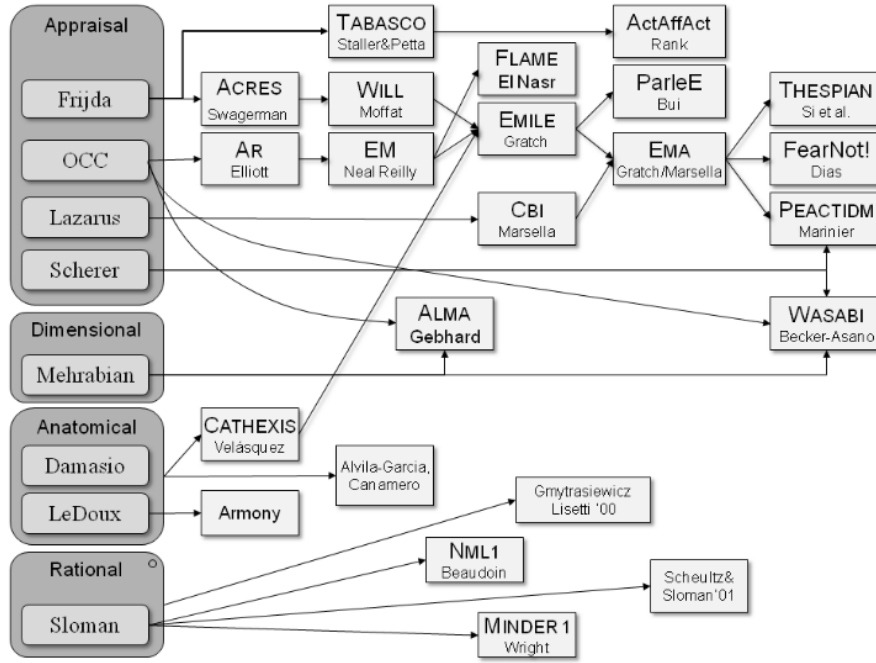 Appraisal
Frijda
OCC
Lazarus
Scherer
TABASCO
Staller&Petta
ActAffAct
Rank
ACRES
Swagerman
WILL
Moffat
FLAME
El Nasr
ParleE
Bui
THESPIAN
Si et al.
AR
Elliott
EM
Neal Reilly
EMILE
Gratch
EMA
Gratch/Marsella
FearNot!
Dias
CBI
Marsella
PEACTIDM
Marinier
ALMA
Gebhard
WASABI
Becker-Asano
Dimensional
Mehrabian
Anatomical
Damasio
LeDoux
CATHEXIS
Velásquez
Alvila-Garcia,
Canamero
Armony
Gmytrasiewicz
Lisetti '00
Rational
Sloman
NML1
Beaudoin
Scheultz&
Sloman'01
MINDER 1
Wright